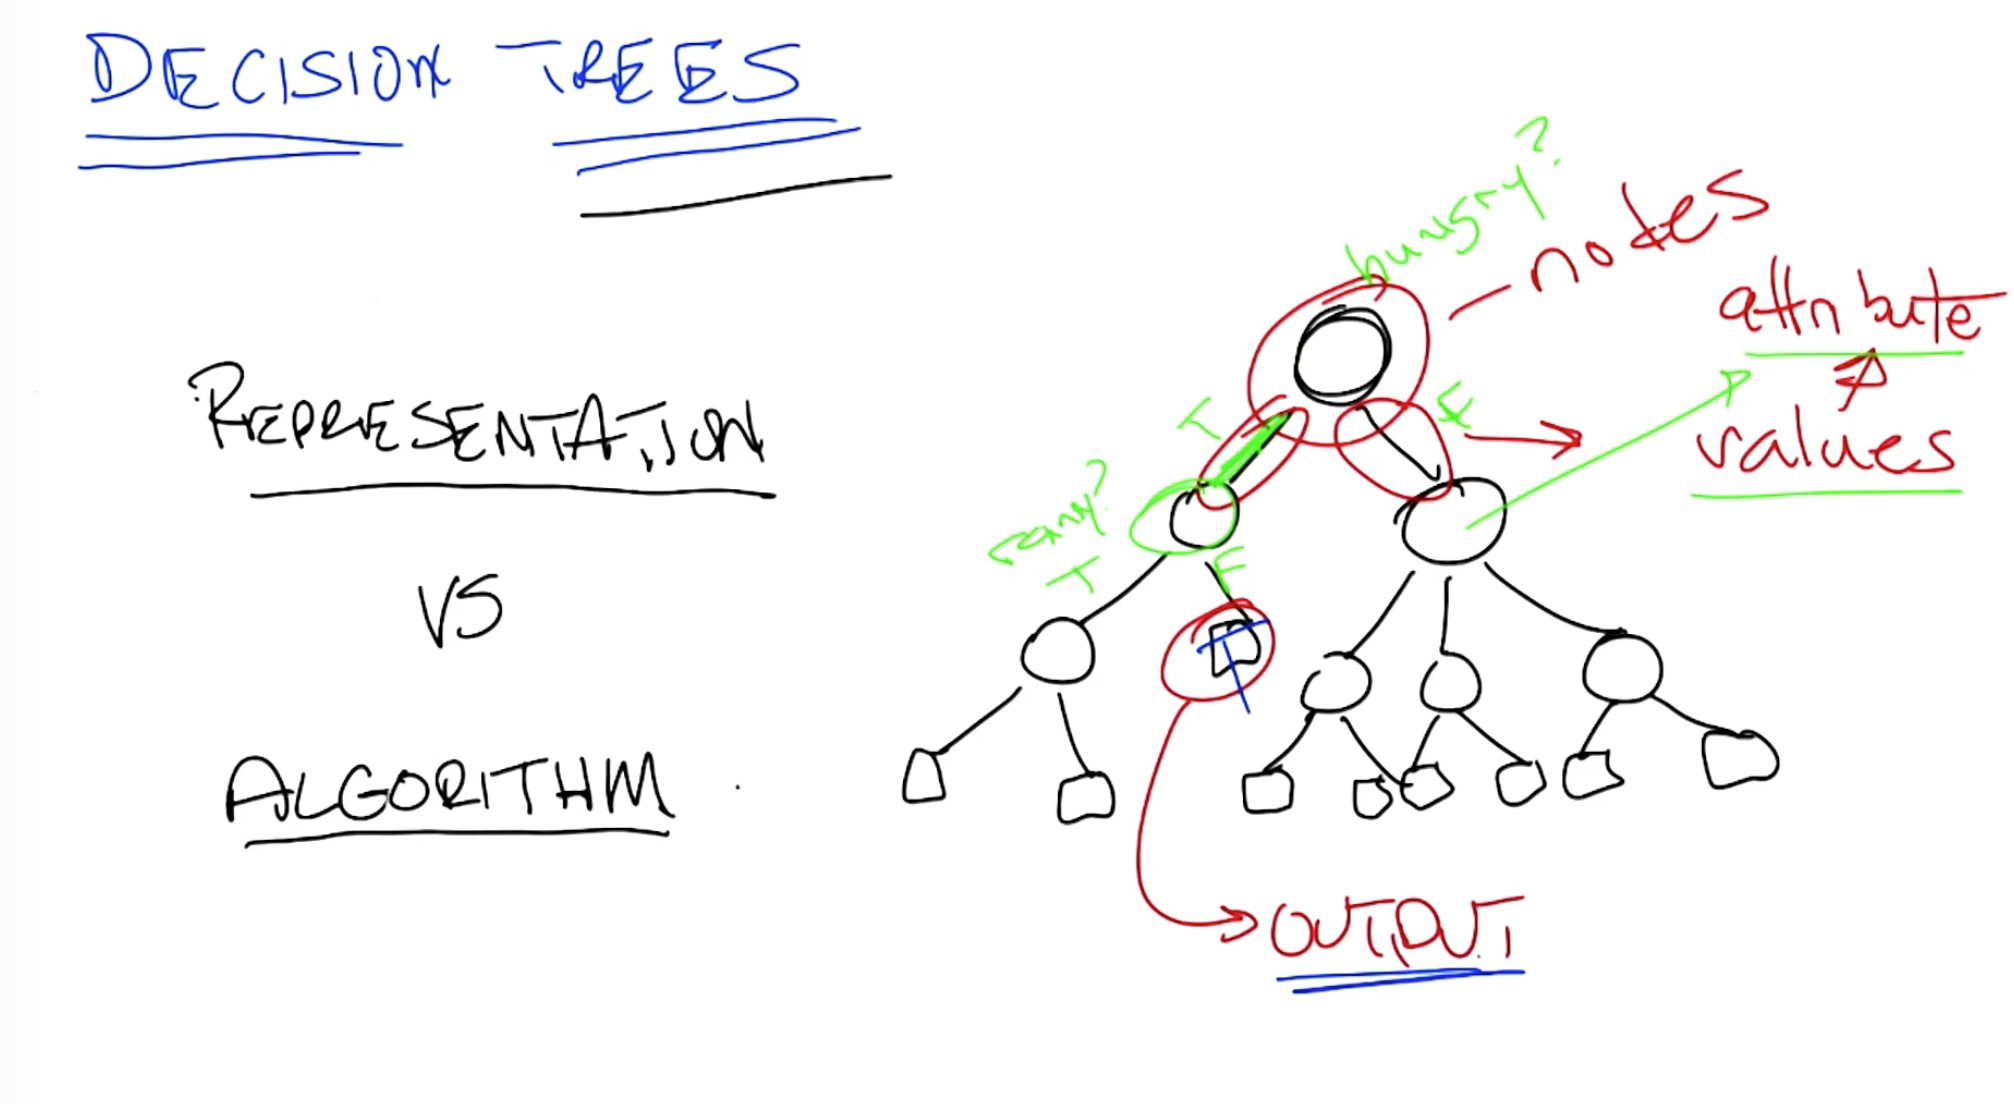 DECISION TREES
hungry?
nodes
attribute
values
T
F
rainy?
T
F
T
REPRESENTATION
VS
ALGORITHM
OUTPUT